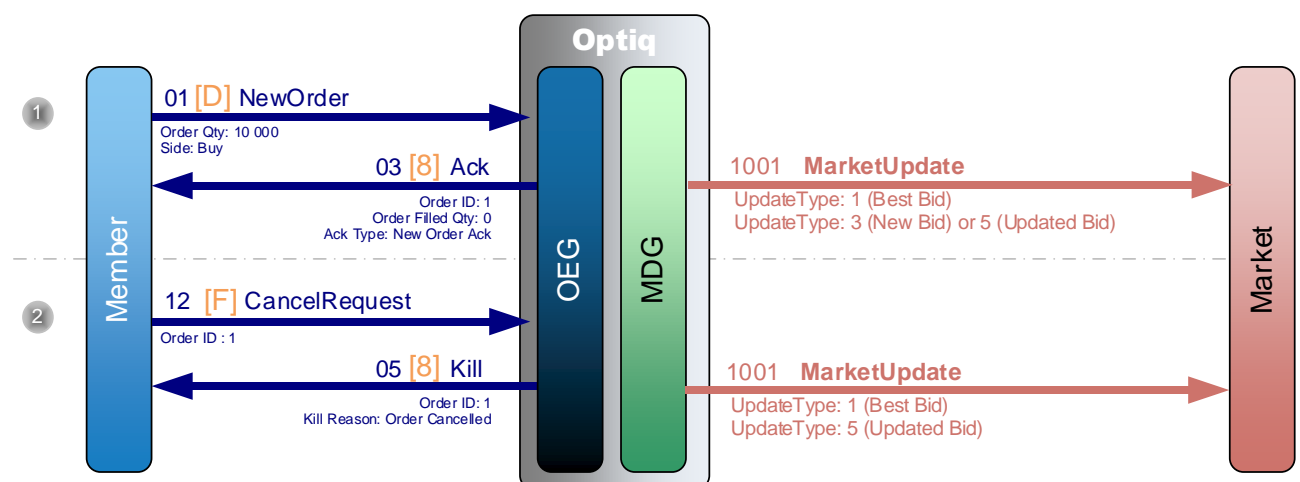 Optiq
1
01 [D] NewOrder
Order Qty: 10 000
Side: Buy
03 [8] Ack
Order ID: 1
Order Filled Qty: 0
Ack Type: New Order Ack
1001 MarketUpdate
UpdateType: 1 (Best Bid)
UpdateType: 3 (New Bid) or 5 (Updated Bid)
Member
OEG
MDG
Market
2
12 [F] CancelRequest
Order ID : 1
05 [8] Kill
Order ID: 1
Kill Reason: Order Cancelled
1001 MarketUpdate
UpdateType: 1 (Best Bid)
UpdateType: 5 (Updated Bid)